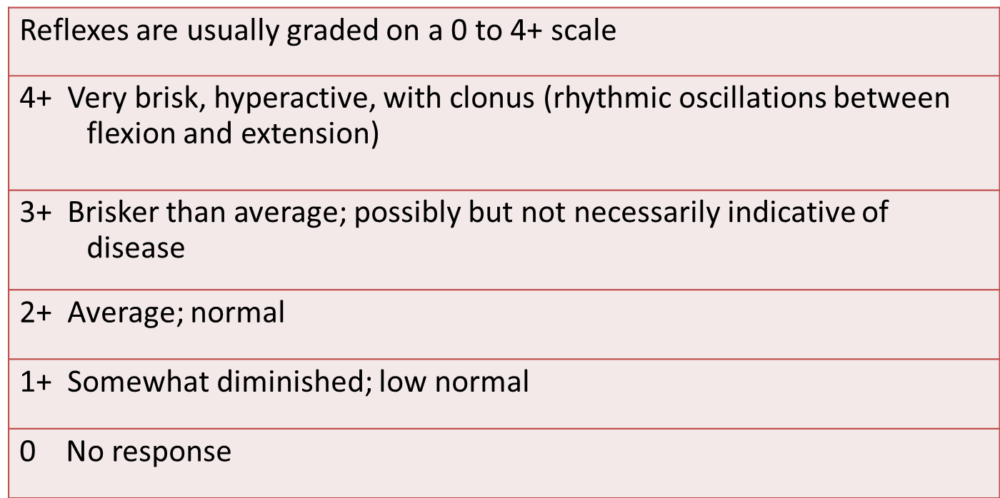 Reflexes are usually graded on a 0 to 4+ scale
4+ Very brisk, hyperactive, with clonus (rhythmic oscillations between
flexion and extension)
3+ Brisker than average; possibly but not necessarily indicative of
disease
2+ Average; normal
1+ Somewhat diminished; low normal
0 No response